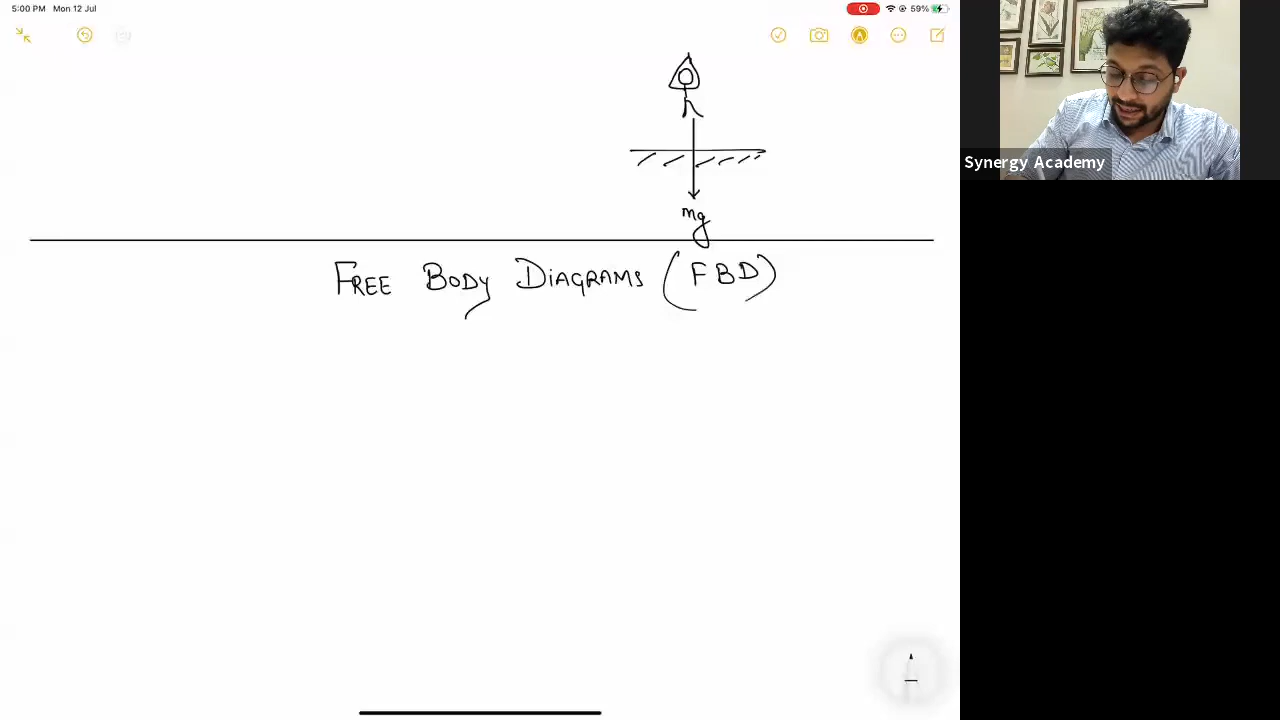 5:00 PM Mon 12 Jul
59%
mg
FREE BODY DIAGRAMS (FBD)
Synergy Academy